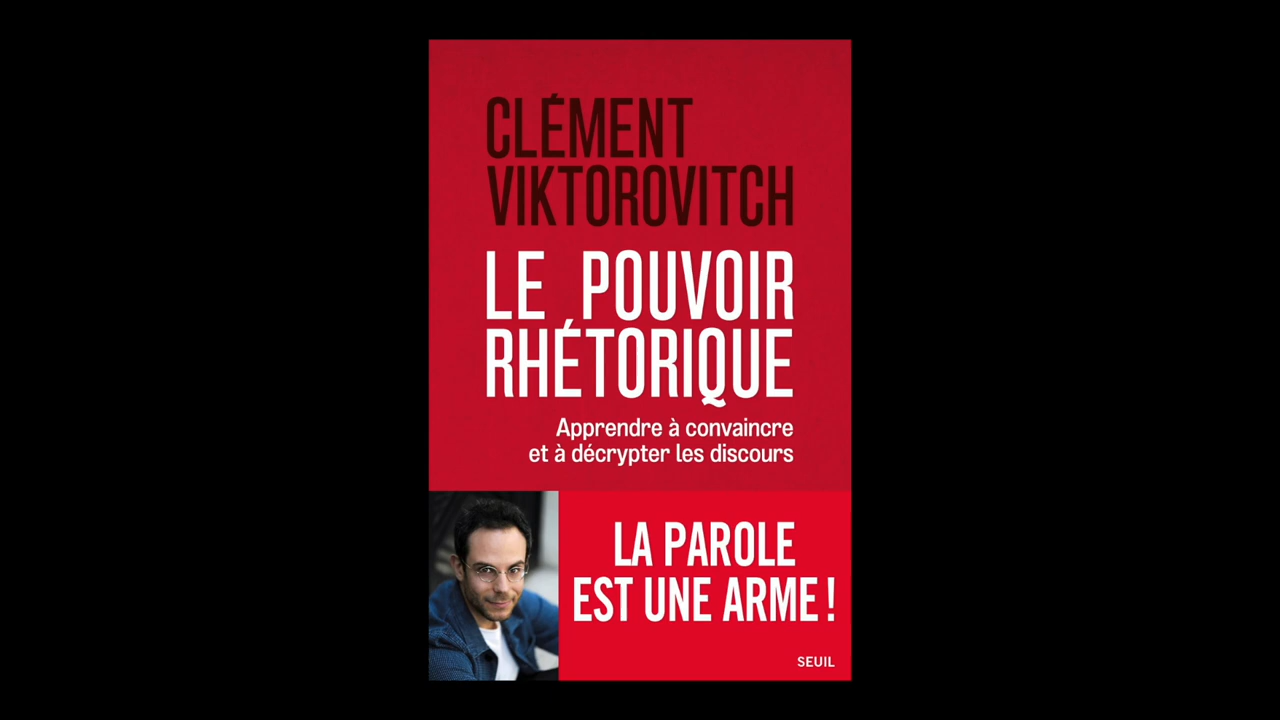 CLÉMENT
VIKTOROVITCH
LE POUVOIR
RHÉTORIQUE
Apprendre à convaincre
et à décrypter les discours
LA PAROLE
EST UNE ARME !
SEUIL